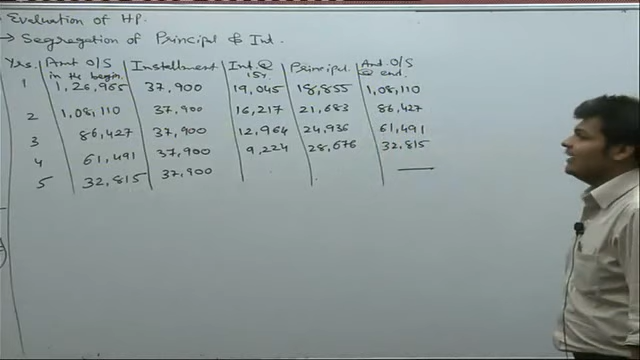 Evaluation of HP.
→ Segregation of Principal & Int.
Yrs. Amt O/S in the begin. Installment Int. @ 15% Principal Amt O/S @ end.
1 1,26,965 37,900 19,045 18,855 1,08,110
2 1,08,110 37,900 16,217 21,683 86,427
3 86,427 37,900 12,964 24,936 61,491
4 61,491 37,900 9,224 28,676 32,815
5 32,815 37,900 —